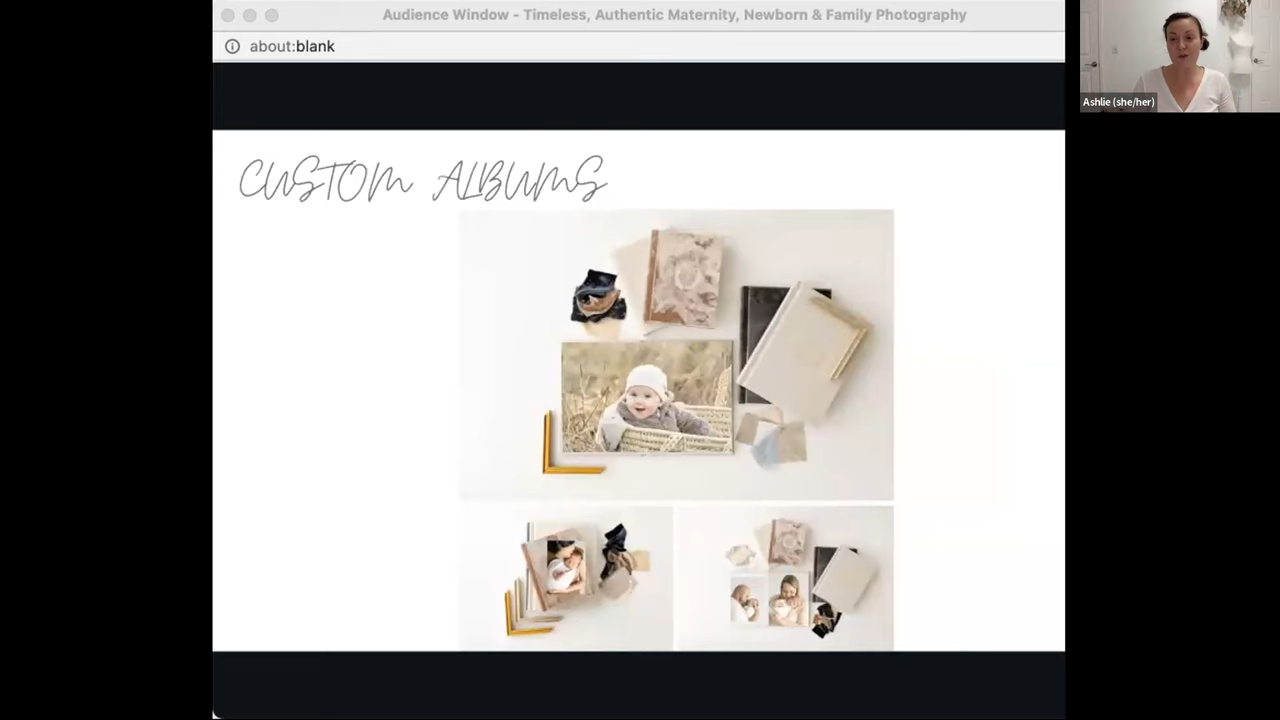 Audience Window - Timeless, Authentic Maternity, Newborn & Family Photography
about:blank
CUSTOM ALBUMS
Ashlie (she/her)